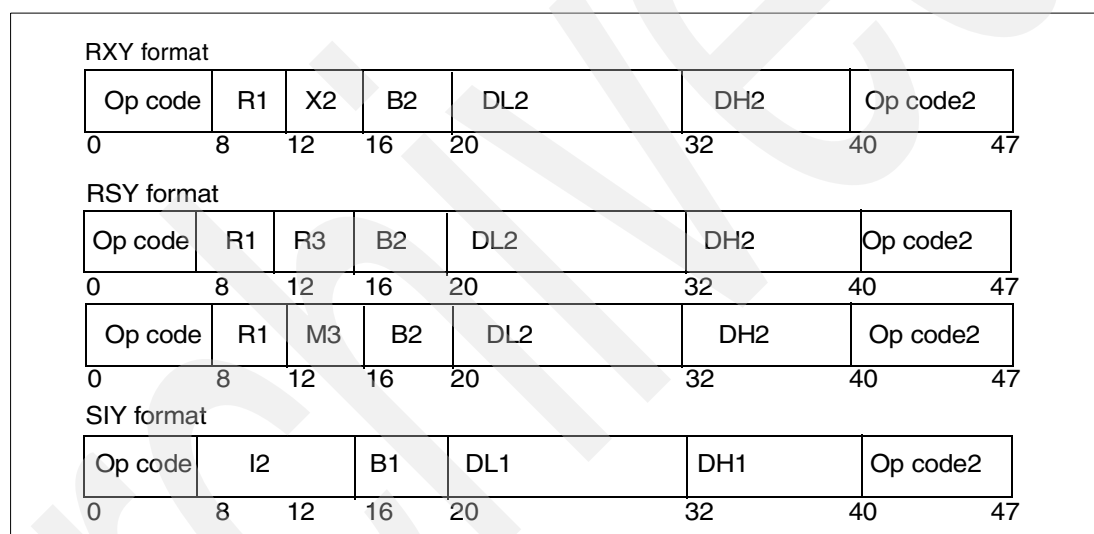 RXY format
Op code R1 X2 B2 DL2 DH2 Op code2
0 8 12 16 20 32 40 47
RSY format
Op code R1 R3 B2 DL2 DH2 Op code2
0 8 12 16 20 32 40 47
Op code R1 M3 B2 DL2 DH2 Op code2
0 8 12 16 20 32 40 47
SIY format
Op code I2 B1 DL1 DH1 Op code2
0 8 12 16 20 32 40 47